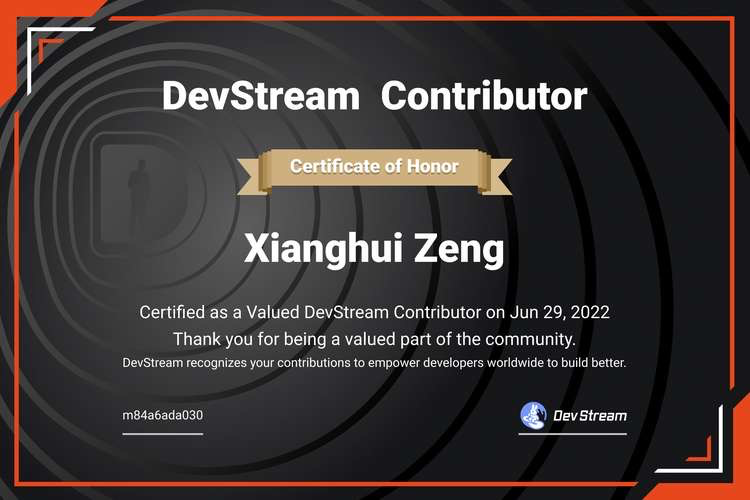 DevStream Contributor
Certificate of Honor
Xianghui Zeng
Certified as a Valued DevStream Contributor on Jun 29, 2022
Thank you for being a valued part of the community.
DevStream recognizes your contributions to empower developers worldwide to build better.
m84a6ada030
DevStream